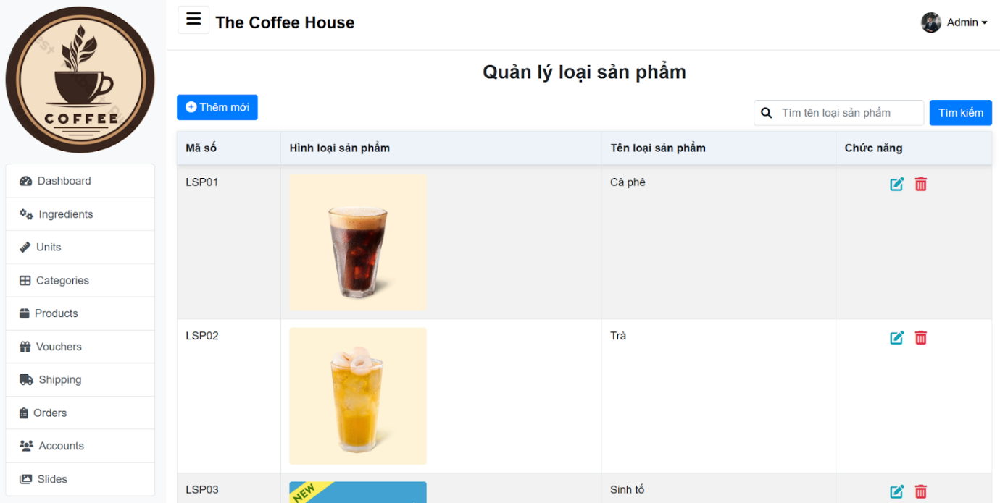 COFFEE
Dashboard
Ingredients
Units
Categories
Products
Vouchers
Shipping
Orders
Accounts
Slides
The Coffee House
Admin
Quản lý loại sản phẩm
Thêm mới
Tìm tên loại sản phẩm
Tìm kiếm
Mã số
Hình loại sản phẩm
Tên loại sản phẩm
Chức năng
LSP01
Cà phê
LSP02
Trà
LSP03
NEW
Sinh tố